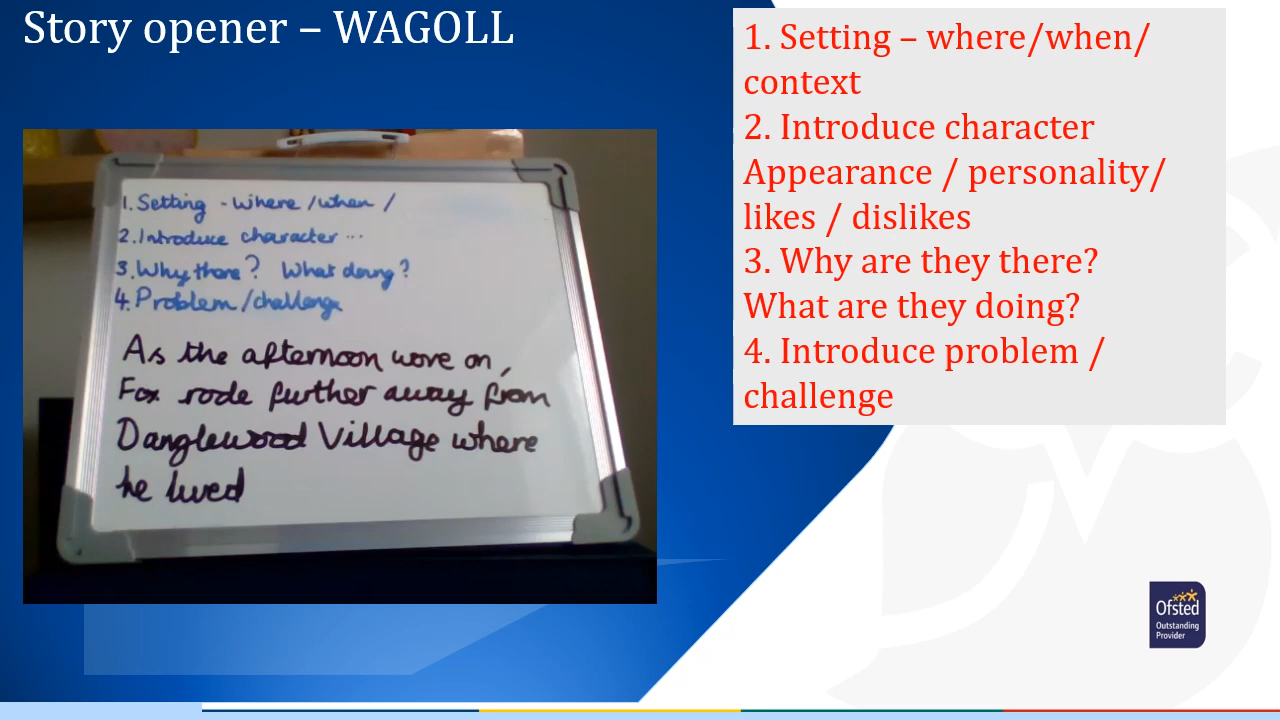 Story opener – WAGOLL
1. Setting - Where /when /
2. Introduce character ...
3. Why there? What doing?
4. Problem /challenge
As the afternoon wore on,
Fox rode further away from
Danglewood Village where
he lived
1. Setting – where/when/
context
2. Introduce character
Appearance / personality/
likes / dislikes
3. Why are they there?
What are they doing?
4. Introduce problem /
challenge
Ofsted
Outstanding
Provider